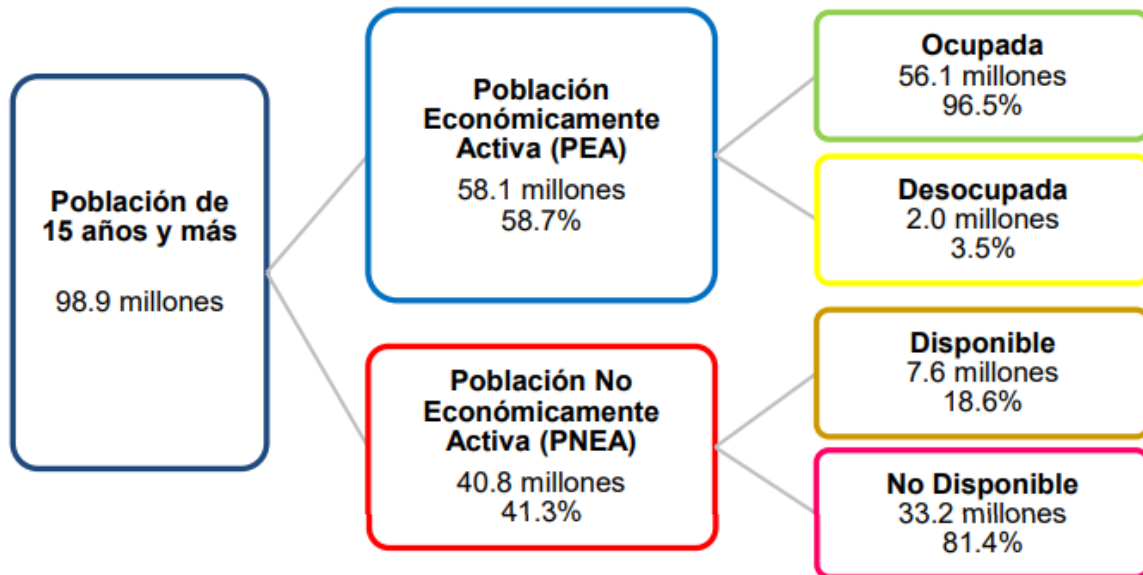 Población de
15 años y más
98.9 millones
Población
Económicamente
Activa (PEA)
58.1 millones
58.7%
Población No
Económicamente
Activa (PNEA)
40.8 millones
41.3%
Ocupada
56.1 millones
96.5%
Desocupada
2.0 millones
3.5%
Disponible
7.6 millones
18.6%
No Disponible
33.2 millones
81.4%